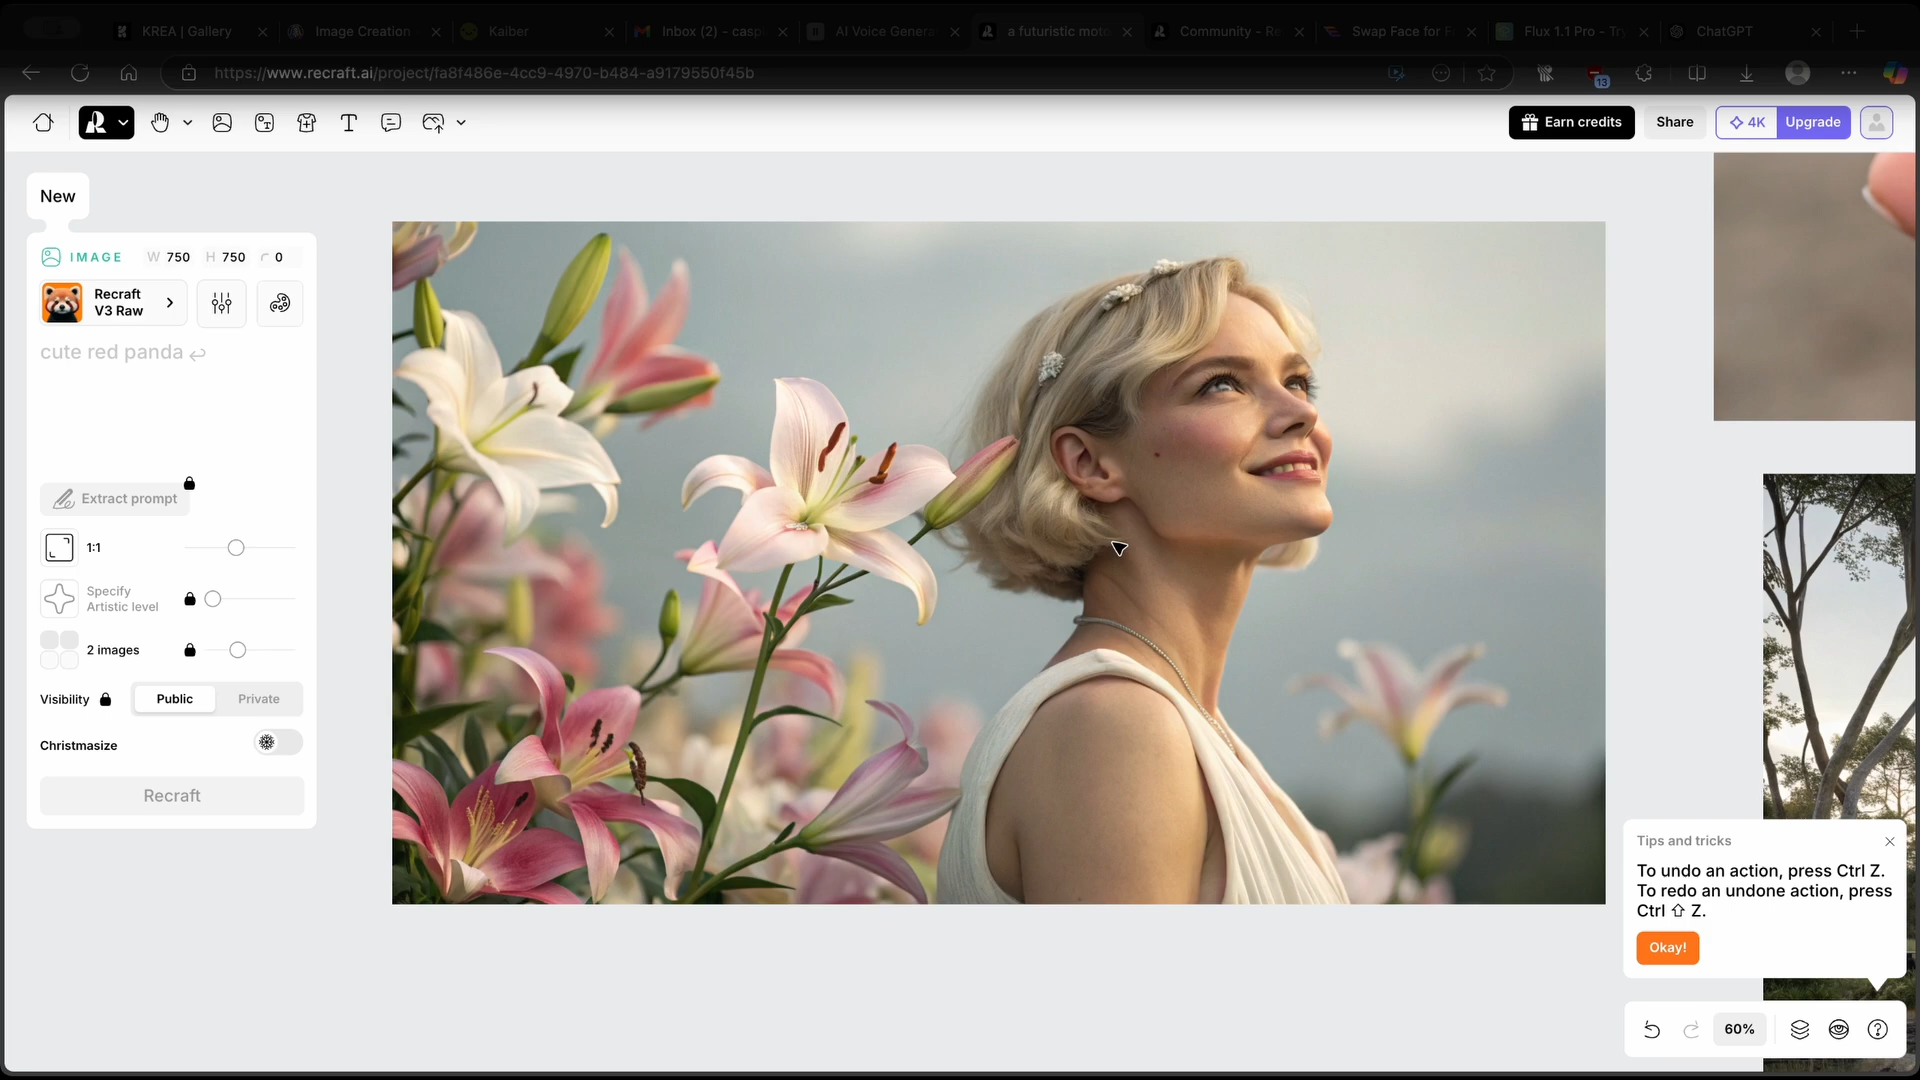 KREA | Gallery
Image Creation
Kaiber
Inbox (2) - casp
AI Voice Genera
a futuristic moto
Community - Re
Swap Face for F
Flux 1.1 Pro - Tr
ChatGPT
https://www.recraft.ai/project/fa8f486e-4cc9-4970-b484-a9179550f45b
13
Earn credits
Share
4K
Upgrade
New
IMAGE
W 750
H 750
0
Recraft
V3 Raw
cute red panda
Extract prompt
1:1
Specify
Artistic level
2 images
Visibility
Public
Private
Christmasize
Recraft
Tips and tricks
To undo an action, press Ctrl Z.
To redo an undone action, press
Ctrl ⇧ Z.
Okay!
60%